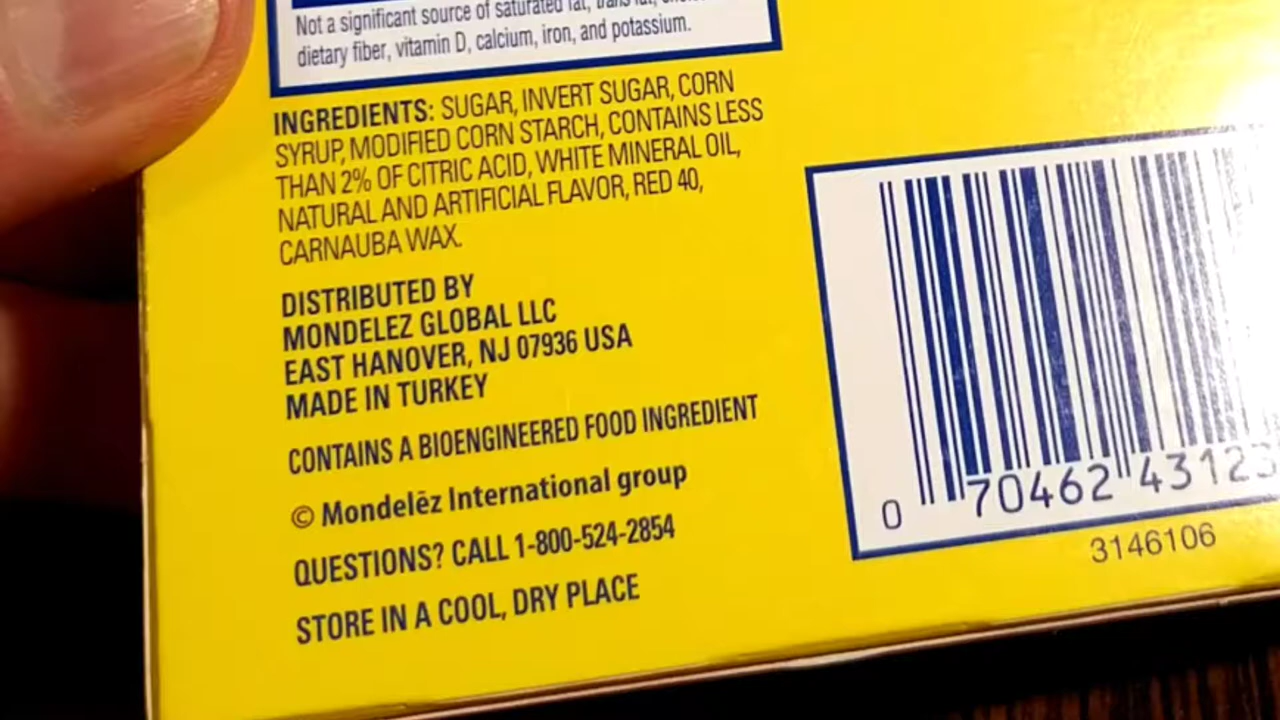 Not a significant source of saturated fat, trans fat,
dietary fiber, vitamin D, calcium, iron, and potassium.
INGREDIENTS: SUGAR, INVERT SUGAR, CORN
SYRUP, MODIFIED CORN STARCH, CONTAINS LESS
THAN 2% OF CITRIC ACID, WHITE MINERAL OIL,
NATURAL AND ARTIFICIAL FLAVOR, RED 40,
CARNAUBA WAX.
DISTRIBUTED BY
MONDELEZ GLOBAL LLC
EAST HANOVER, NJ 07936 USA
MADE IN TURKEY
CONTAINS A BIOENGINEERED FOOD INGREDIENT
© Mondelēz International group
QUESTIONS? CALL 1-800-524-2854
STORE IN A COOL, DRY PLACE
0 70462 43123
3146106